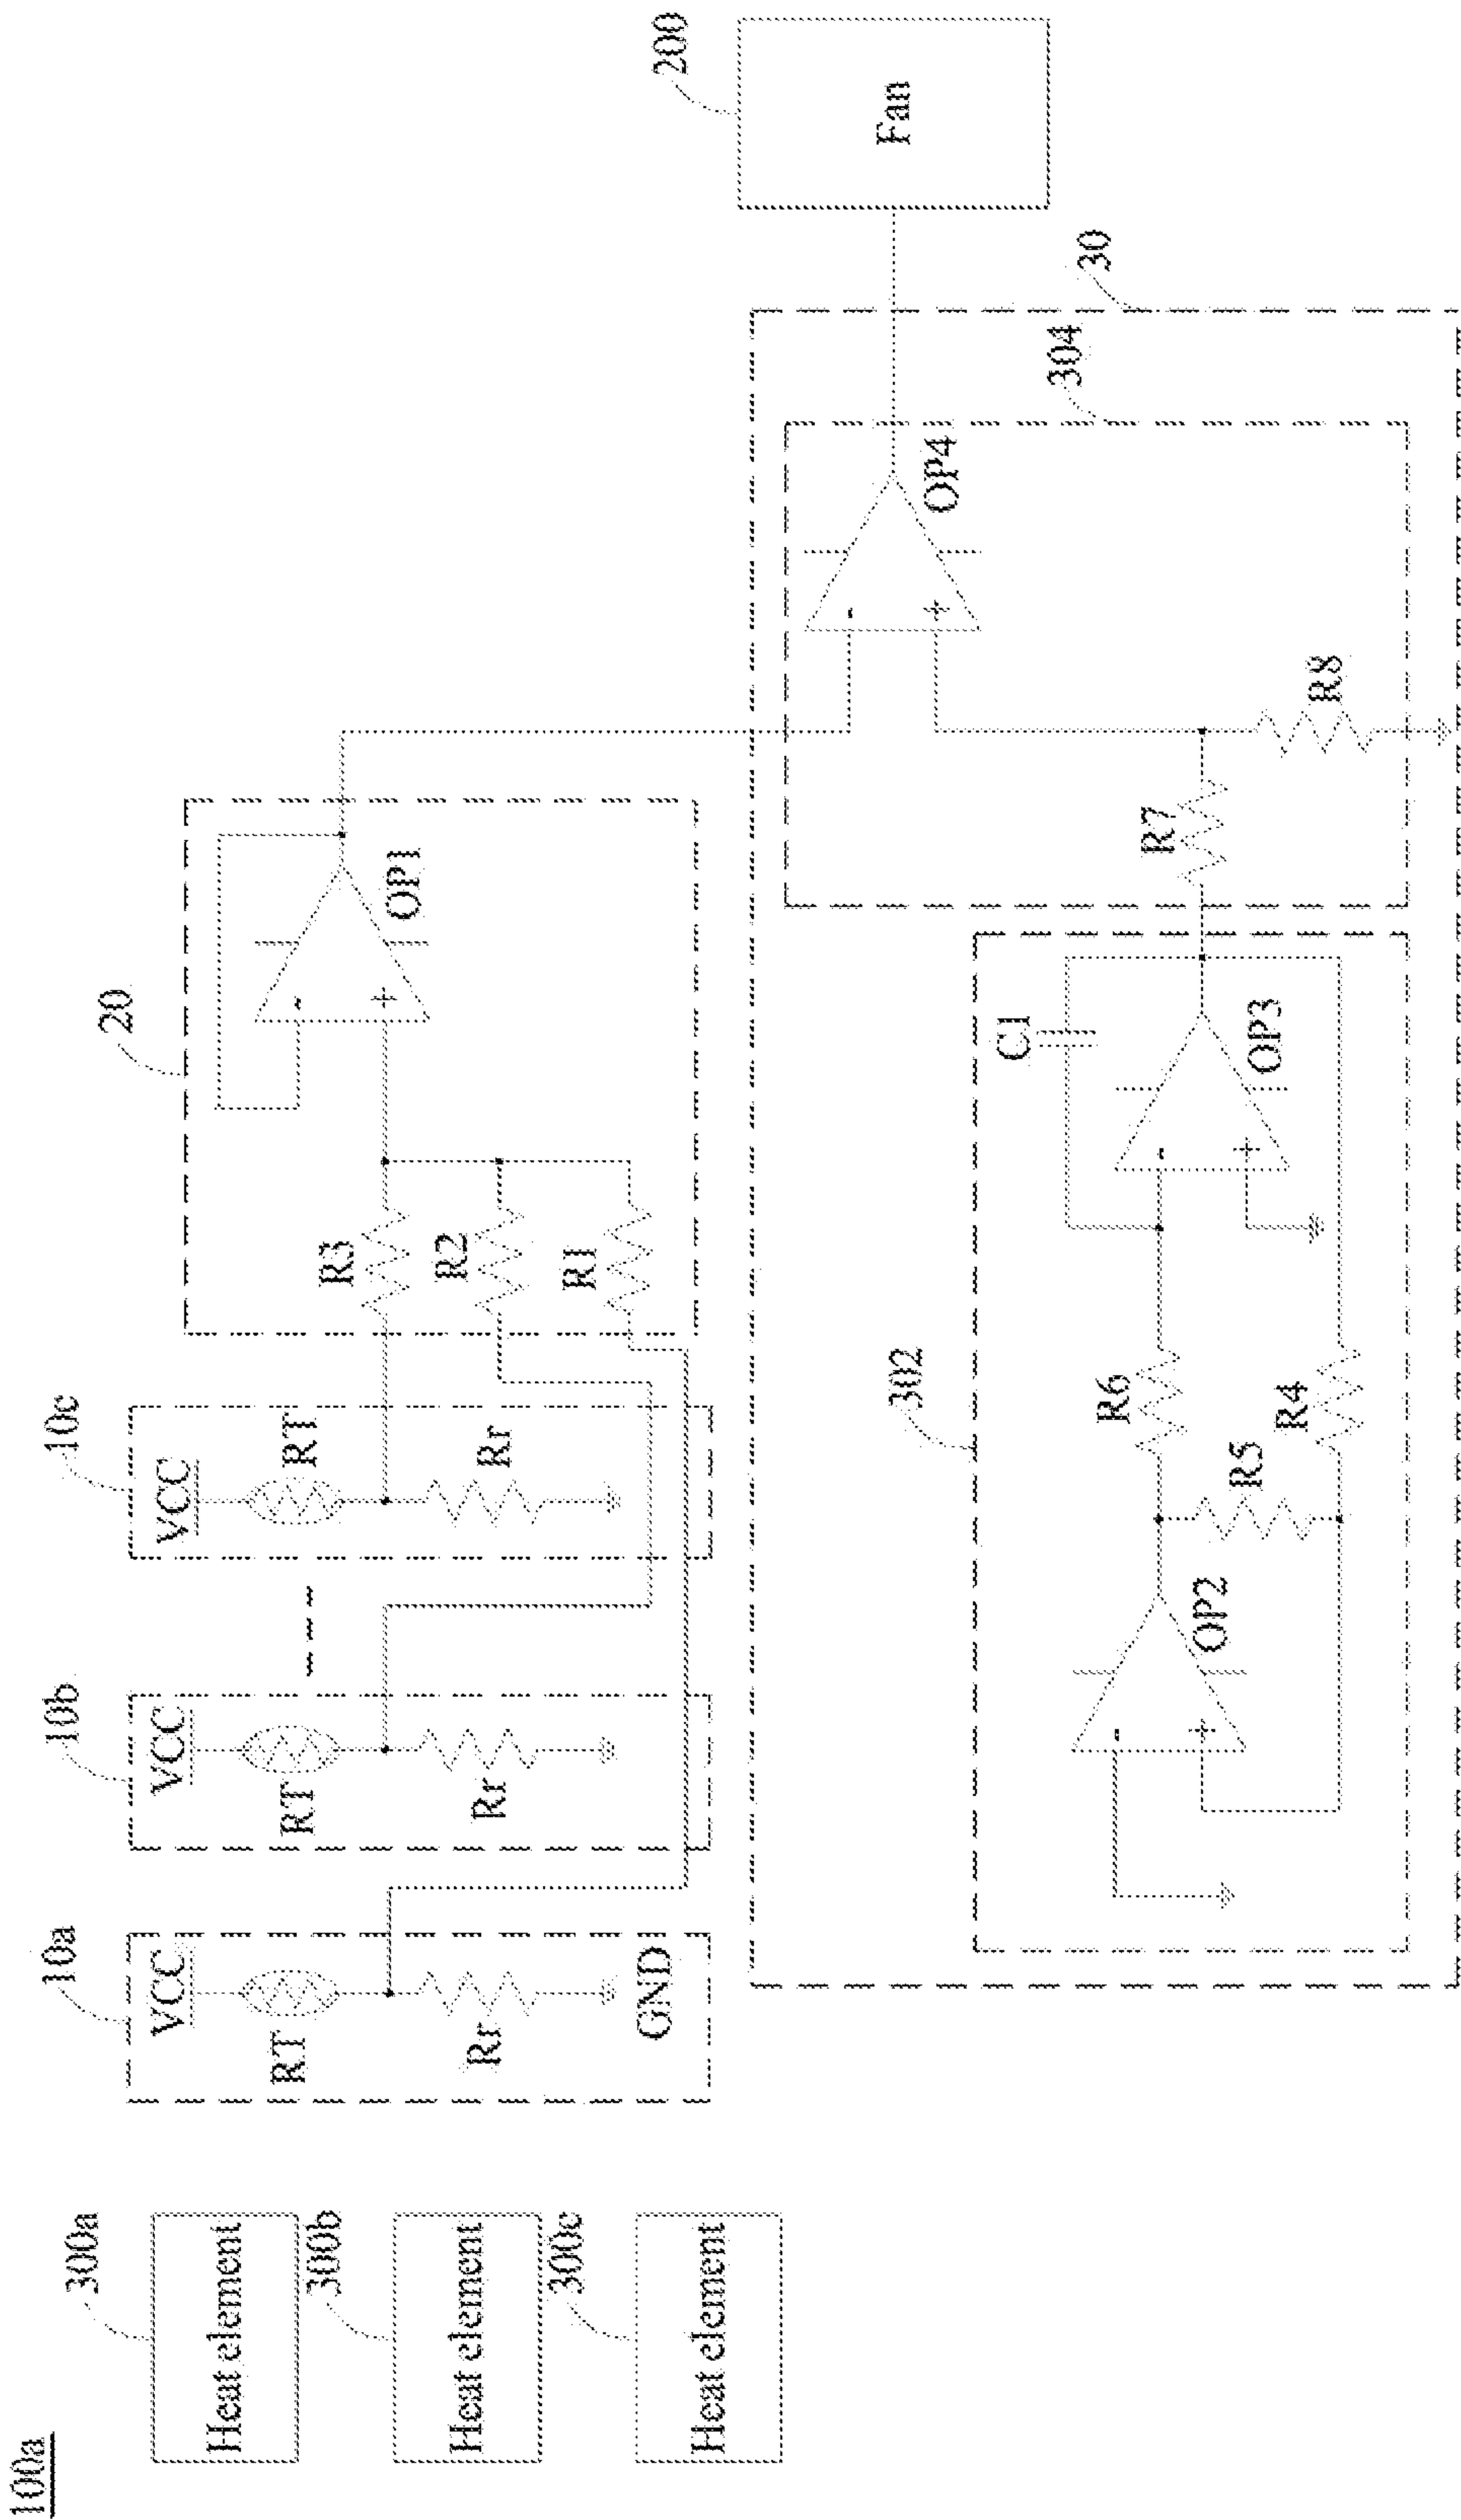 100a
300a
Heat element
300b
Heat element
300c
Heat element
10a
VCC
RT
Rr
GND
10b
VCC
RT
Rr
10c
VCC
RT
Rr
20
R3
R2
R1
-
+
OP1
30
302
-
+
OP2
R5
R6
R4
C1
-
+
OP3
304
R7
R8
-
+
OP4
200
Fan